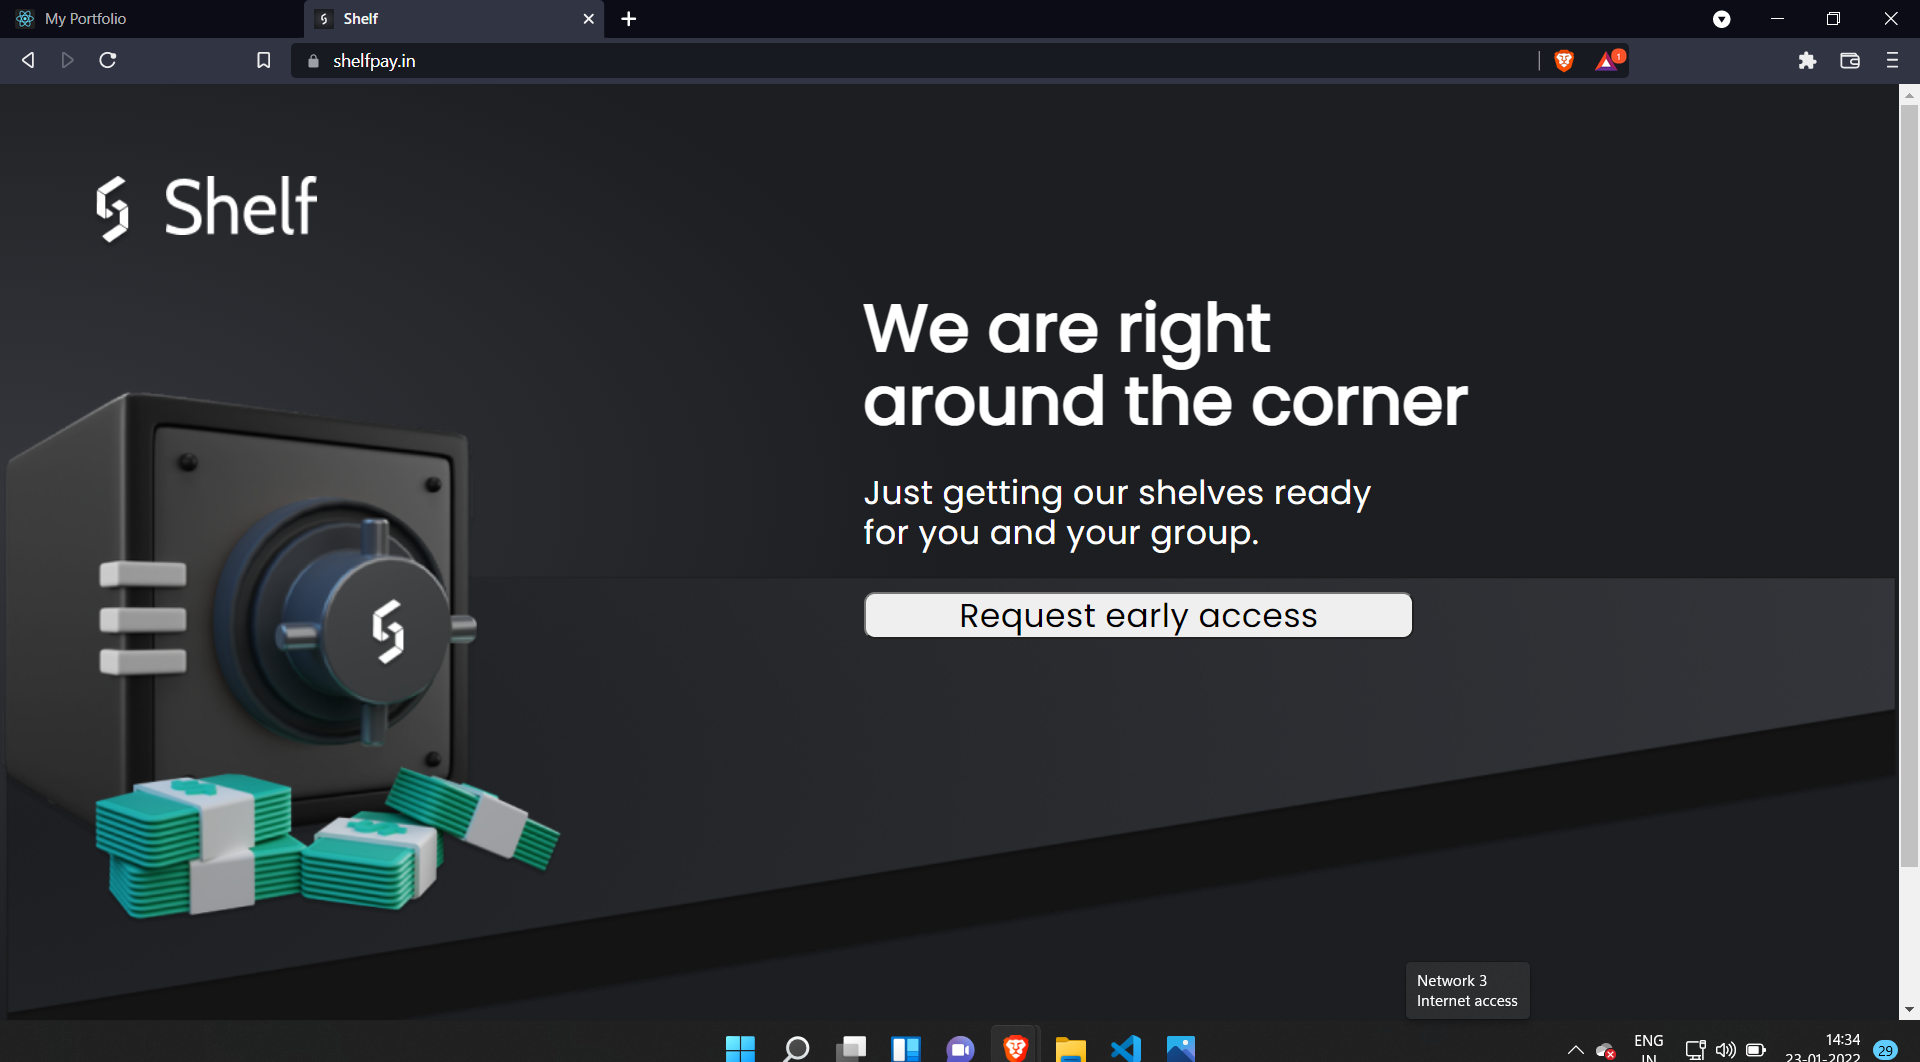 My Portfolio
Shelf
shelfpay.in
1
Shelf
We are right
around the corner
Just getting our shelves ready
for you and your group.
Request early access
Network 3
Internet access
ENG
IN
14:34
23-01-2022
29